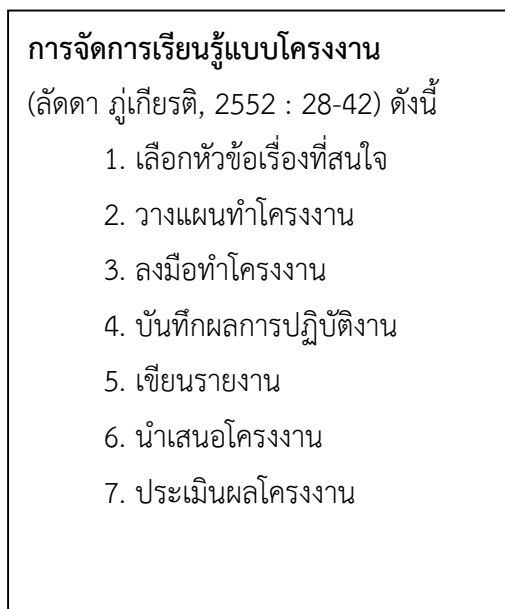 การจัดการเรียนรู้แบบโครงงาน
(ลัดดา ภู่เกียรติ, 2552 : 28-42) ดังนี้
1. เลือกหัวข้อเรื่องที่สนใจ
2. วางแผนทำโครงงาน
3. ลงมือทำโครงงาน
4. บันทึกผลการปฏิบัติงาน
5. เขียนรายงาน
6. นำเสนอโครงงาน
7. ประเมินผลโครงงาน